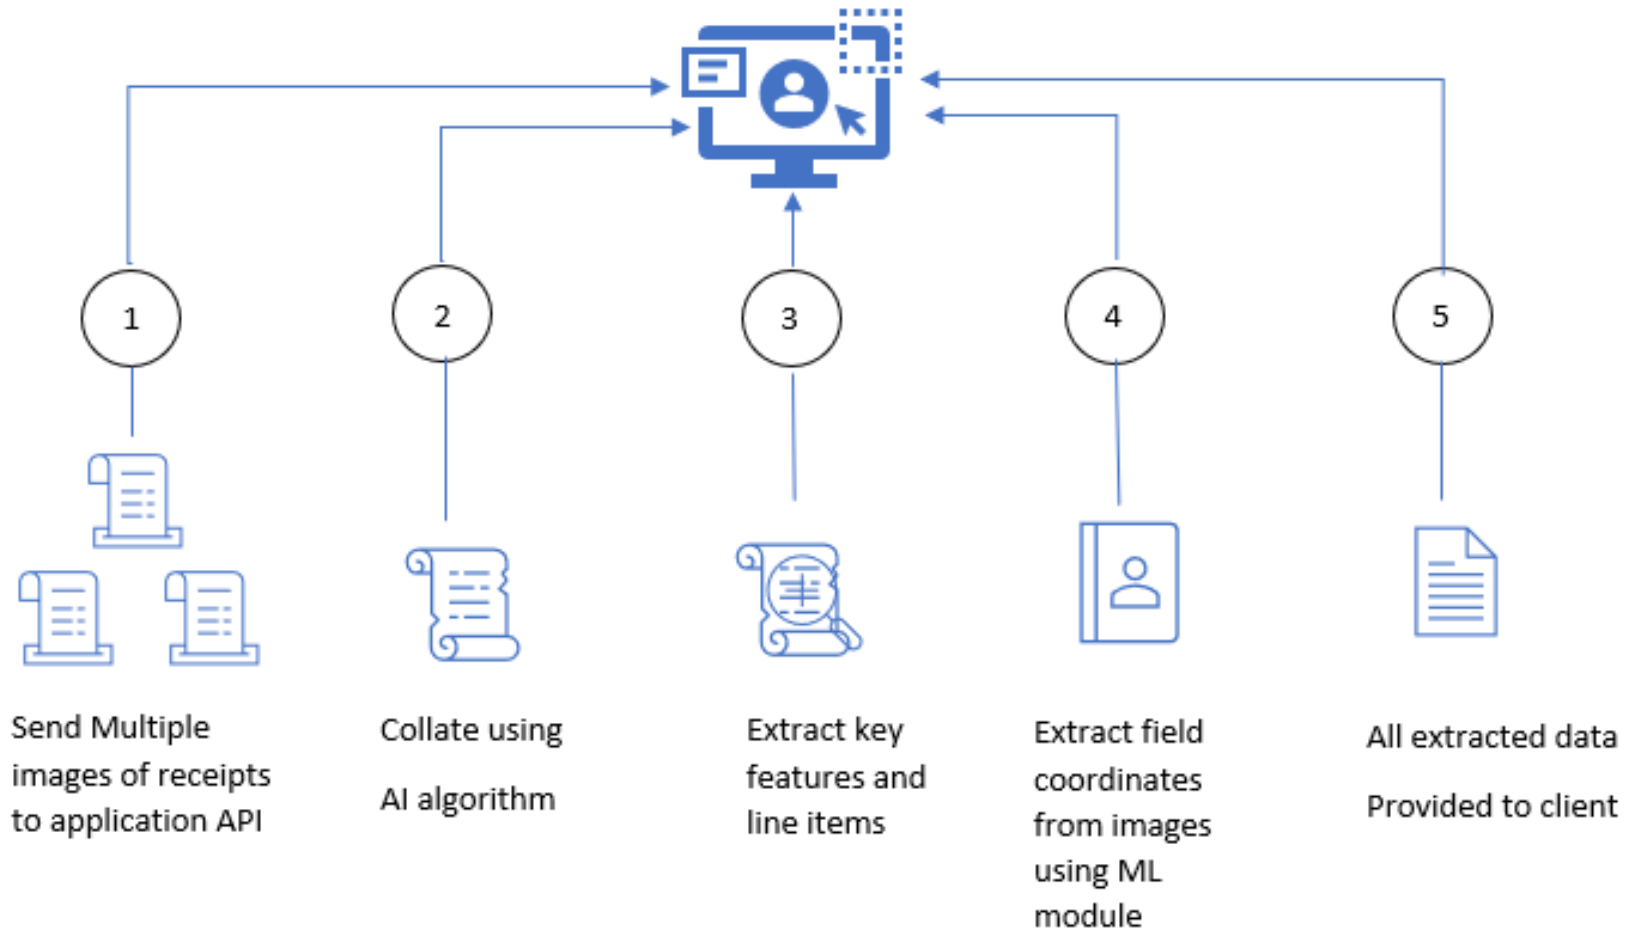 1
2
3
4
5
Send Multiple
images of receipts
to application API
Collate using
AI algorithm
Extract key
features and
line items
Extract field
coordinates
from images
using ML
module
All extracted data
Provided to client